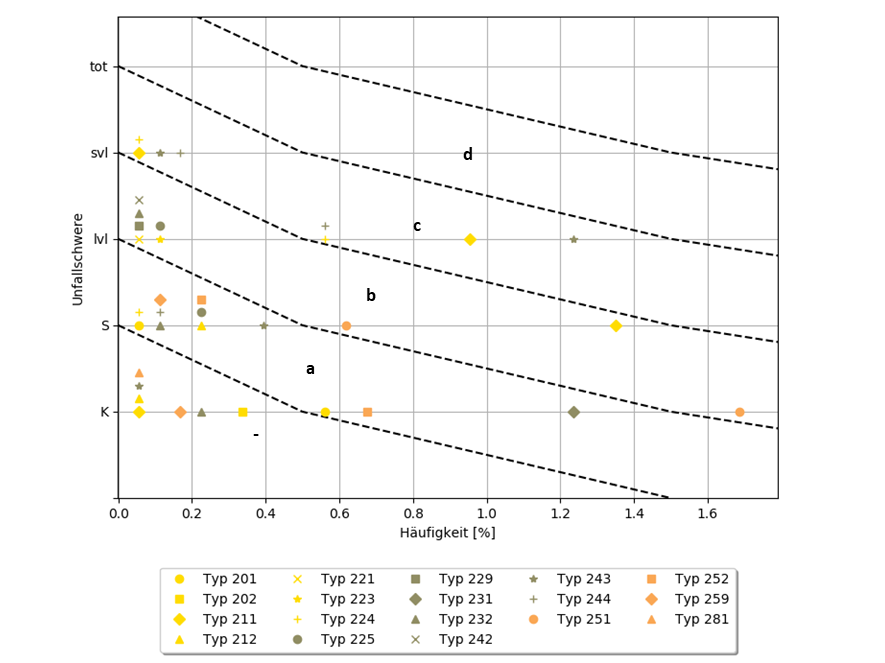 tot
svl
d
c
lvl
b
S
a
K
-
Unfallschwere
0.0 0.2 0.4 0.6 0.8 1.0 1.2 1.4 1.6
Häufigkeit [%]
Typ 201 Typ 221 Typ 229 Typ 243 Typ 252
Typ 202 Typ 223 Typ 231 Typ 244 Typ 259
Typ 211 Typ 224 Typ 232 Typ 251 Typ 281
Typ 212 Typ 225 Typ 242